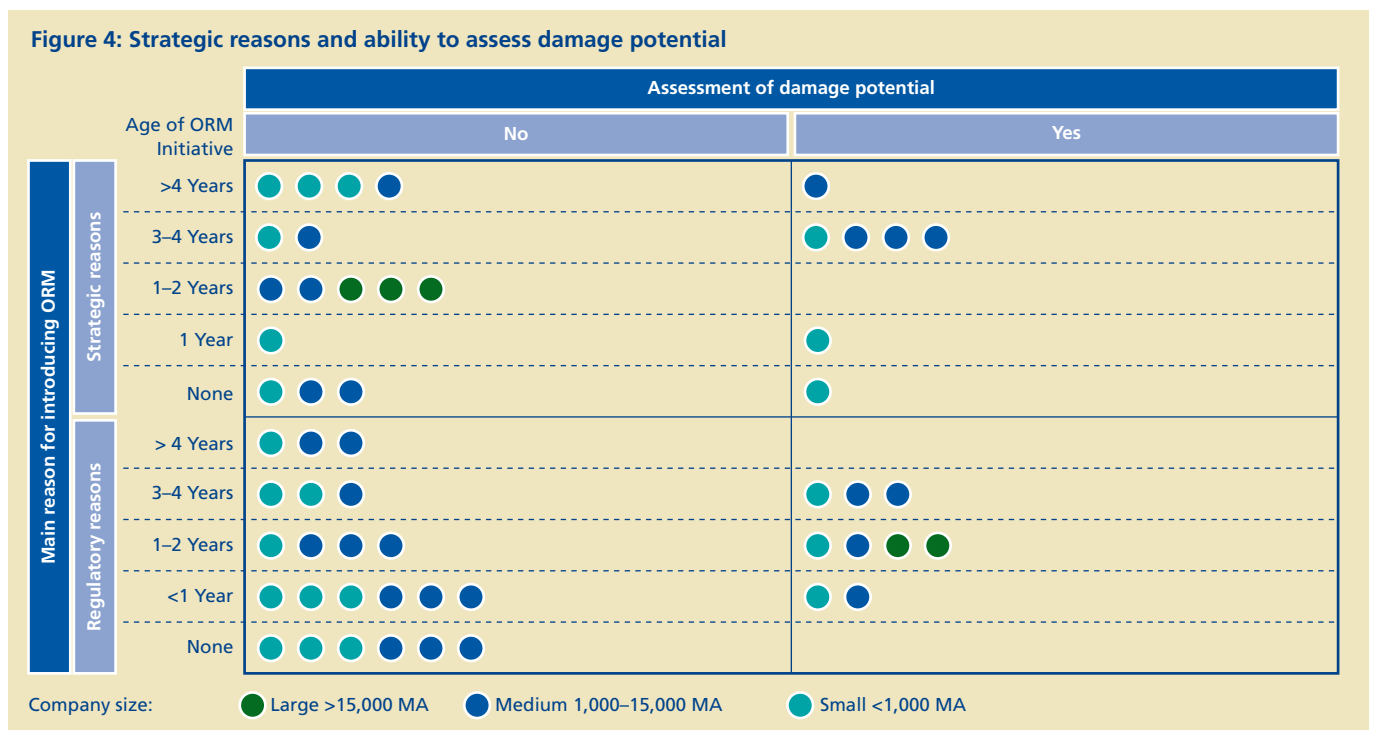 Figure 4: Strategic reasons and ability to assess damage potential
Assessment of damage potential
Age of ORM
Initiative
No
Yes
Main reason for introducing ORM
Strategic reasons
>4 Years
3–4 Years
1–2 Years
1 Year
None
Regulatory reasons
> 4 Years
3–4 Years
1–2 Years
<1 Year
None
Company size:
Large >15,000 MA
Medium 1,000–15,000 MA
Small <1,000 MA